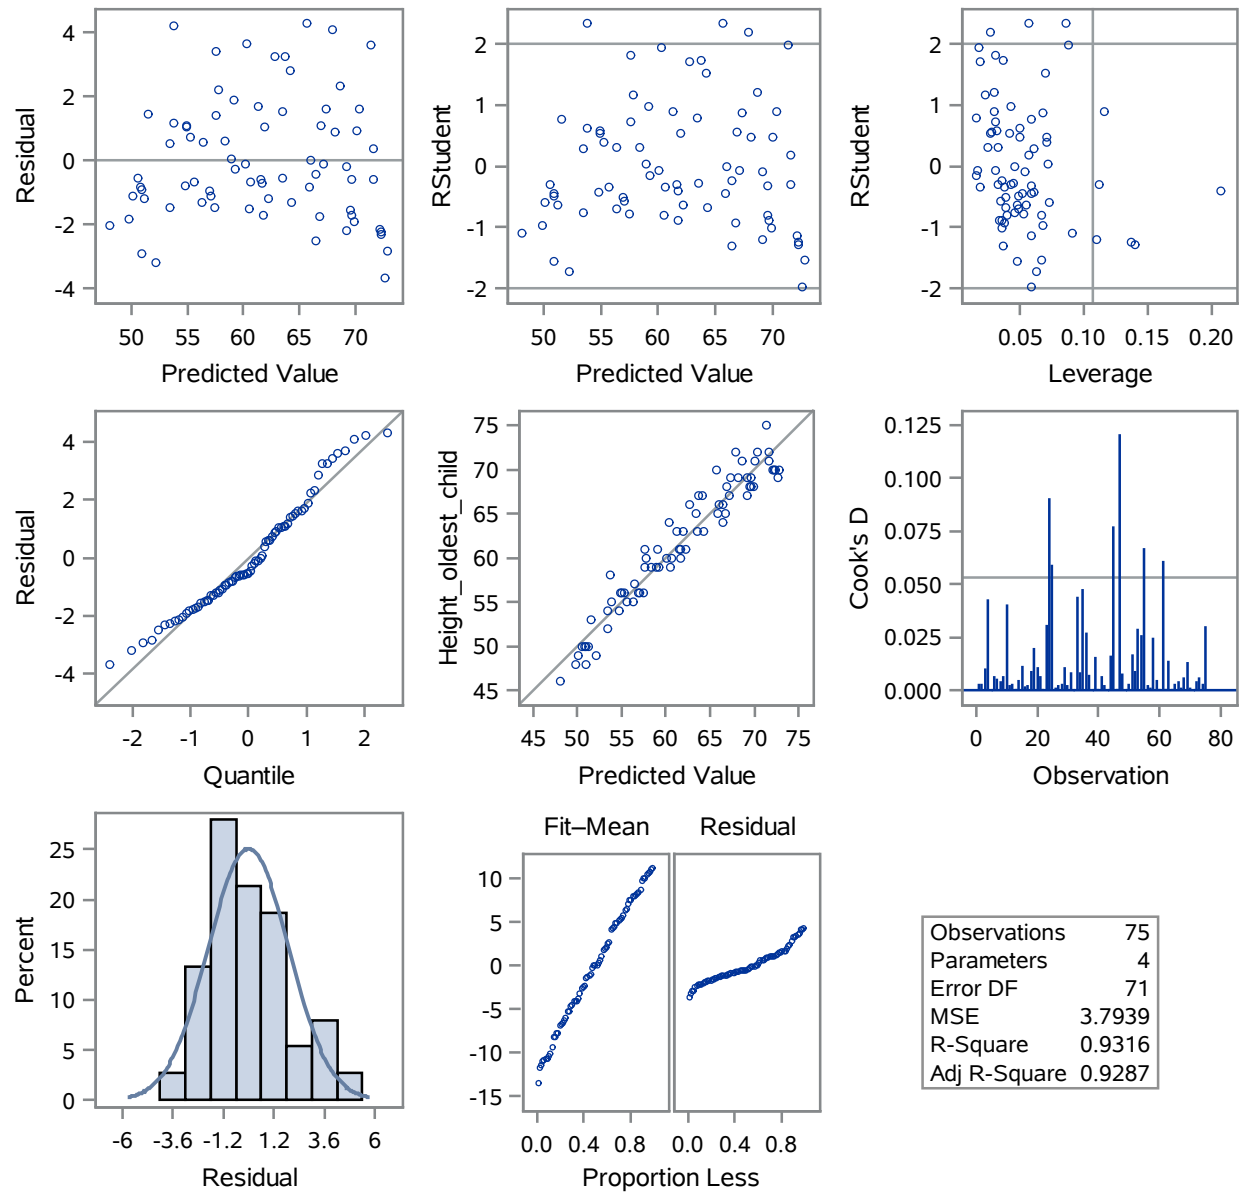 4
2
0
-2
-4
Residual
50 55 60 65 70
Predicted Value
2
1
0
-1
-2
RStudent
50 55 60 65 70
Predicted Value
2
1
0
-1
-2
RStudent
0.05 0.10 0.15 0.20
Leverage
4
2
0
-2
-4
Residual
-2 -1 0 1 2
Quantile
75
70
65
60
55
50
45
Height_oldest_child
45 50 55 60 65 70 75
Predicted Value
0.125
0.100
0.075
0.050
0.025
0.000
Cook's D
0 20 40 60 80
Observation
25
20
15
10
5
0
Percent
-6 -3.6 -1.2 1.2 3.6 6
Residual
Fit–Mean Residual
10
5
0
-5
-10
-15
0.0 0.4 0.8 0.0 0.4 0.8
Proportion Less
Observations 75
Parameters 4
Error DF 71
MSE 3.7939
R-Square 0.9316
Adj R-Square 0.9287